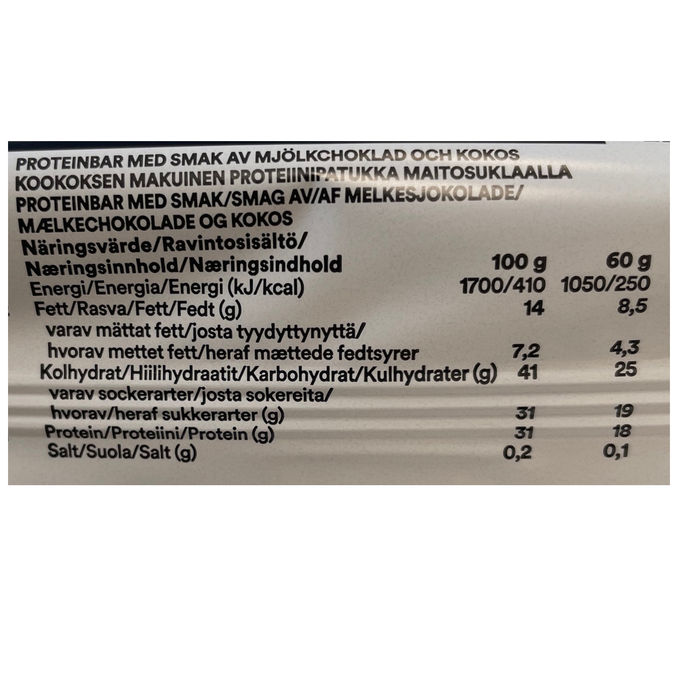 PROTEINBAR MED SMAK AV MJÖLKCHOKLAD OCH KOKOS
KOOKOKSEN MAKUINEN PROTEIINIPATUKKA MAITOSUKLAALLA
PROTEINBAR MED SMAK/SMAG AV/AF MELKESJOKOLADE/
MÆLKECHOKOLADE OG KOKOS
Näringsvärde/Ravintosisältö/
Næringsinnhold/Næringsindhold 100 g 60 g
Energi/Energia/Energi (kJ/kcal) 1700/410 1050/250
Fett/Rasva/Fett/Fedt (g) 14 8,5
varav mättat fett/josta tyydyttynyttä/
hvorav mettet fett/heraf mættede fedtsyrer 7,2 4,3
Kolhydrat/Hiilihydraatit/Karbohydrat/Kulhydrater (g) 41 25
varav sockerarter/josta sokereita/
hvorav/heraf sukkerarter (g) 31 19
Protein/Proteiini/Protein (g) 31 18
Salt/Suola/Salt (g) 0,2 0,1